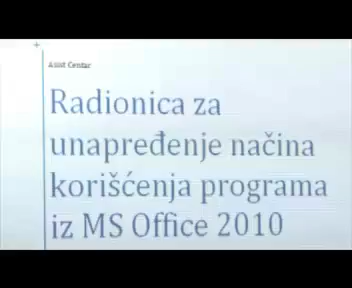 Asist Centar
Radionica za
unapređenje načina
korišćenja programa
iz MS Office 2010